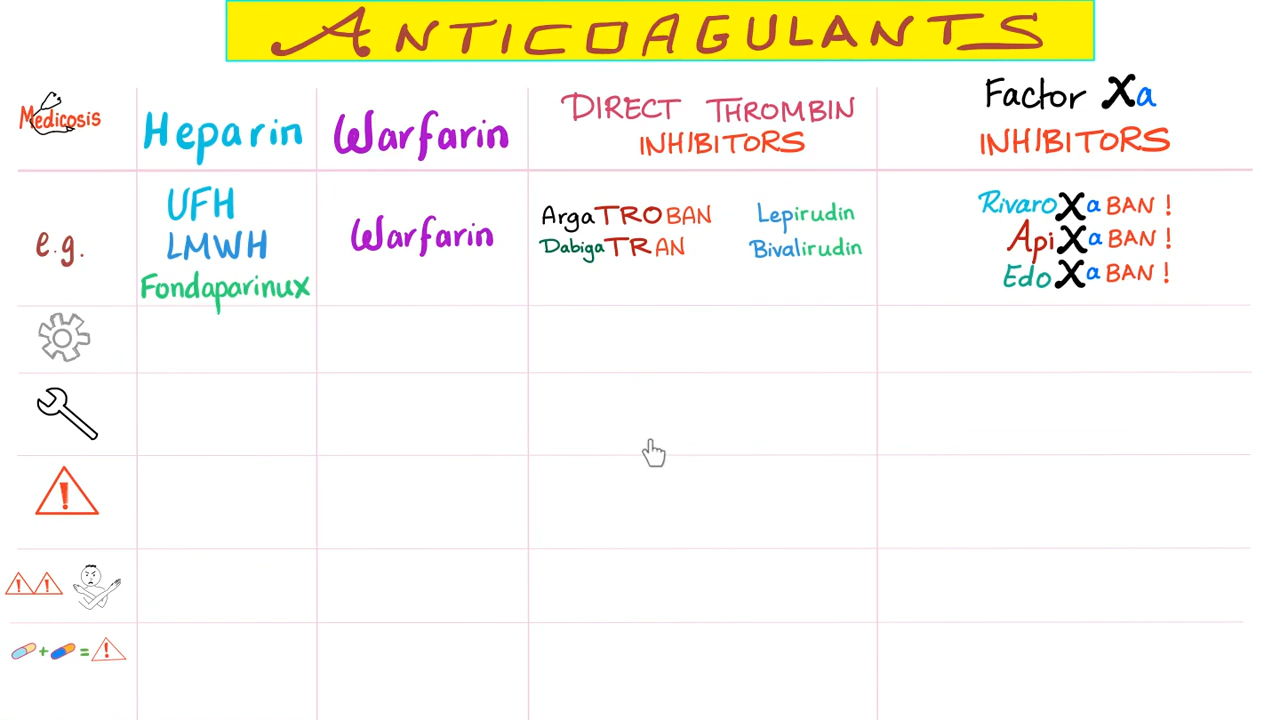 ANTICOAGULANTS
Medicosis
Heparin
Warfarin
DIRECT THROMBIN
INHIBITORS
Factor Xa
INHIBITORS
e.g.
UFH
LMWH
Fondaparinux
Warfarin
ArgaTROBAN
DabigaTRAN
Lepirudin
Bivalirudin
RivaroXaBAN !
ApiXaBAN !
EdoXaBAN !
!
! !
+ = !